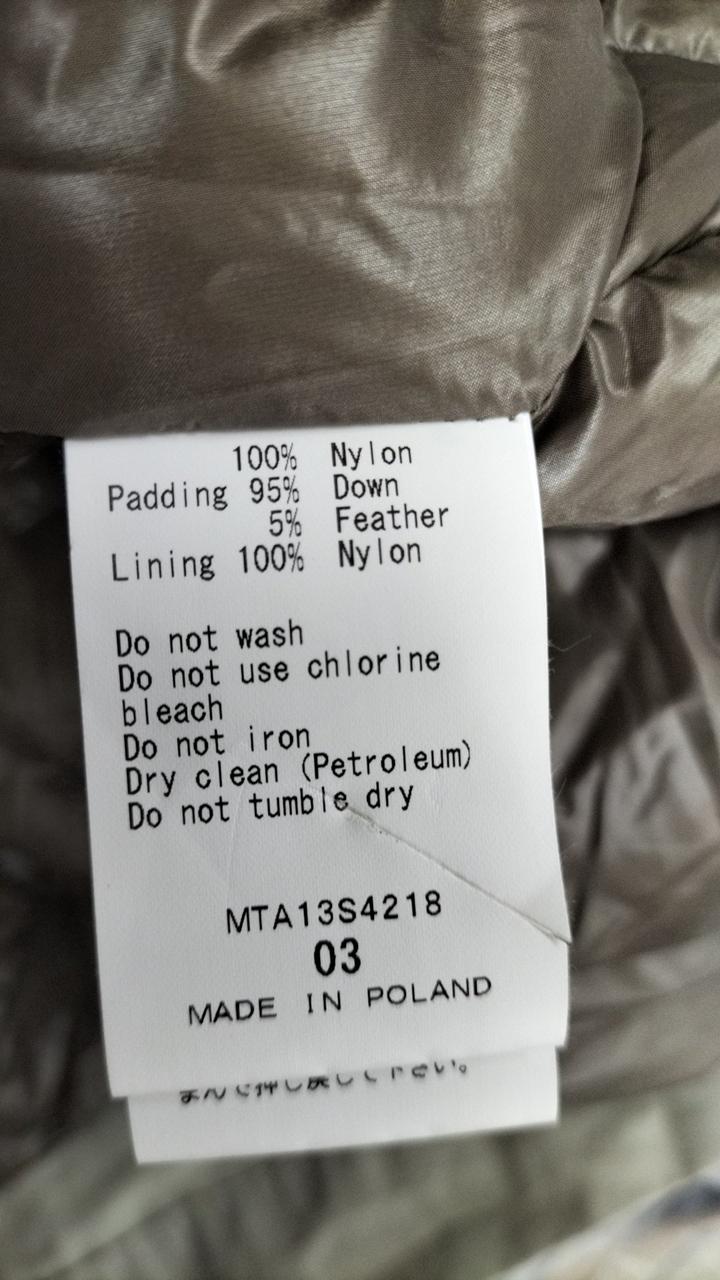 100% Nylon
Padding 95% Down
5% Feather
Lining 100% Nylon
Do not wash
Do not use chlorine
bleach
Do not iron
Dry clean (Petroleum)
Do not tumble dry
MTA13S4218
03
MADE IN POLAND